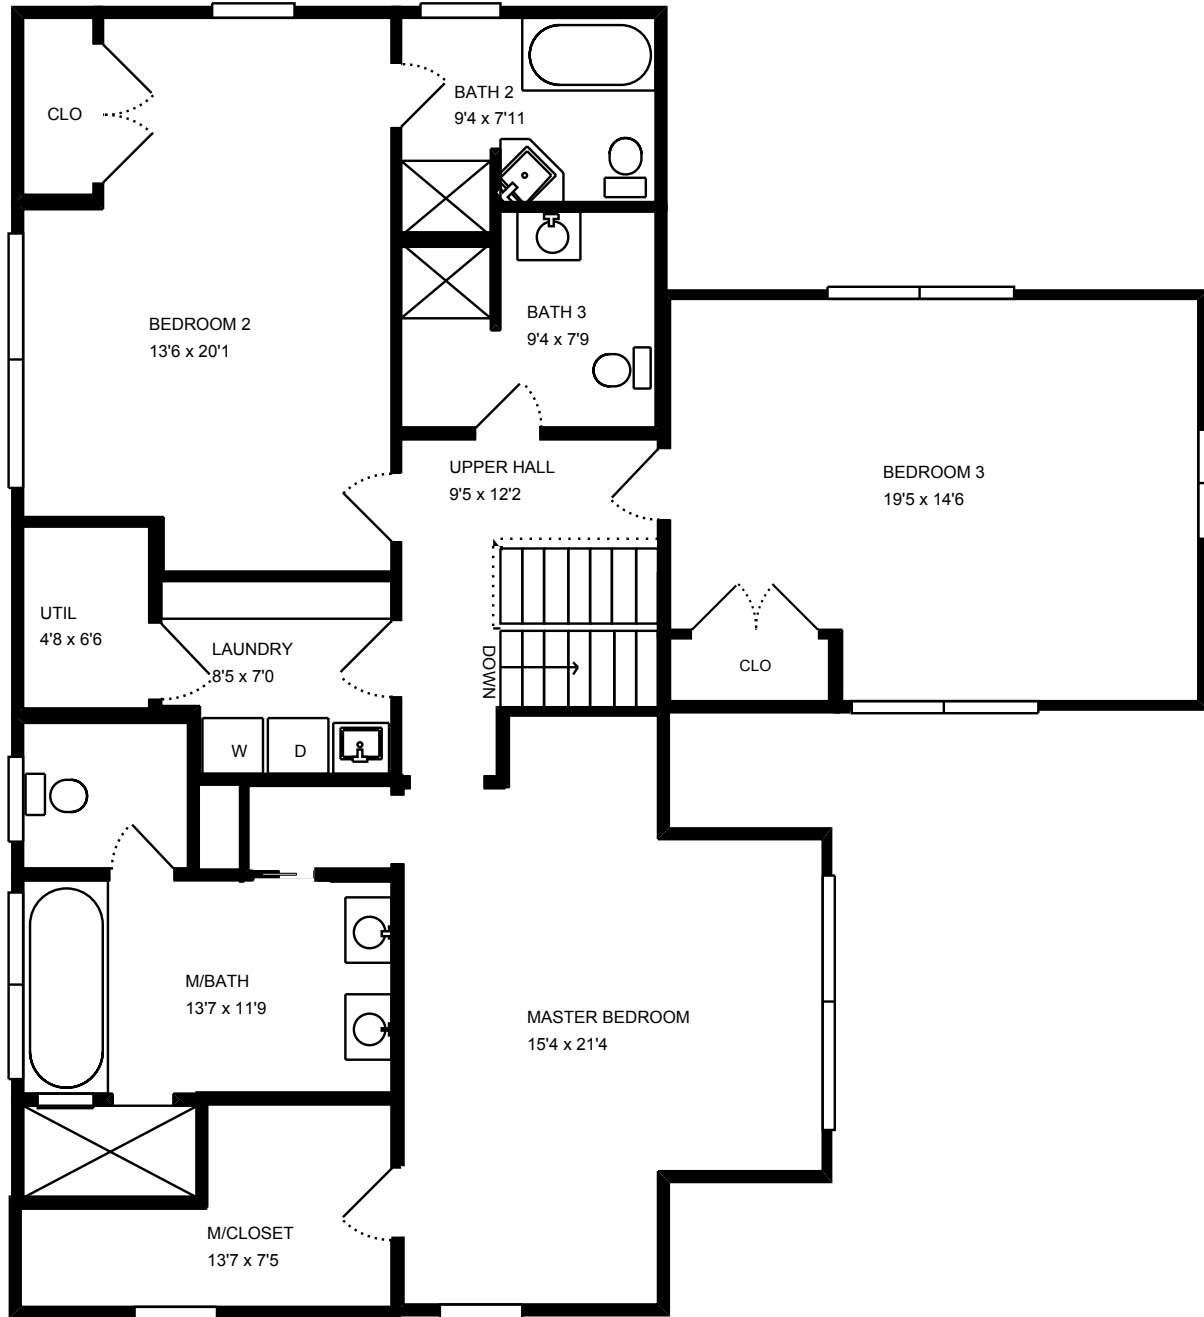 CLO
BATH 2
9'4 x 7'11
BEDROOM 2
13'6 x 20'1
BATH 3
9'4 x 7'9
UPPER HALL
9'5 x 12'2
BEDROOM 3
19'5 x 14'6
UTIL
4'8 x 6'6
LAUNDRY
8'5 x 7'0
DOWN
CLO
W
D
M/BATH
13'7 x 11'9
MASTER BEDROOM
15'4 x 21'4
M/CLOSET
13'7 x 7'5